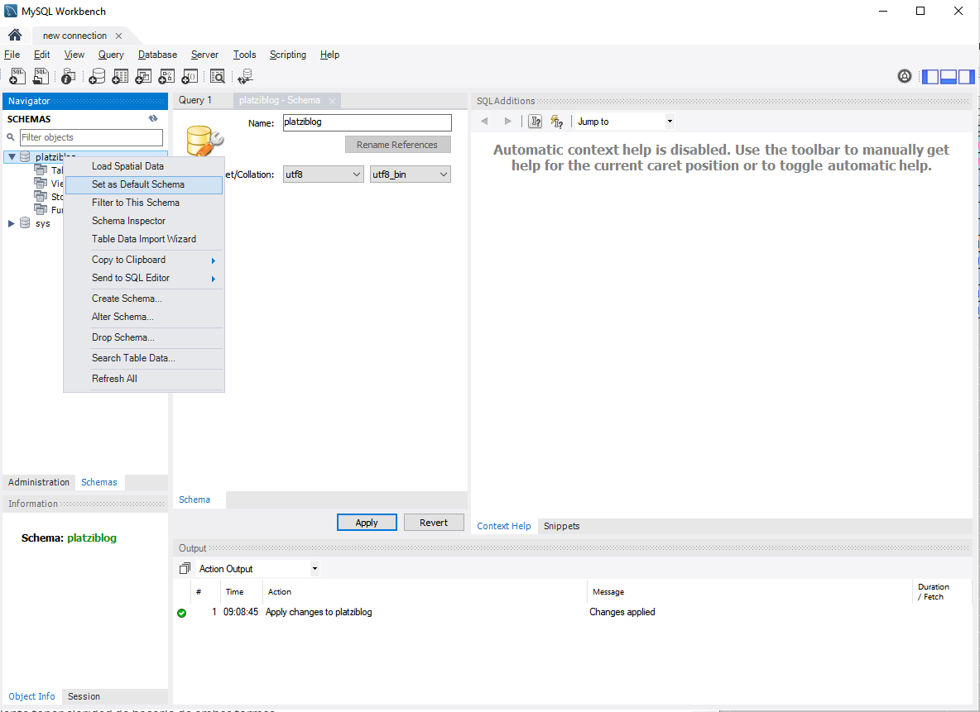 MySQL Workbench
new connection
File Edit View Query Database Server Tools Scripting Help
Navigator
SCHEMAS
Filter objects
platziblog
sys
Load Spatial Data
Set as Default Schema
Filter to This Schema
Schema Inspector
Table Data Import Wizard
Copy to Clipboard
Send to SQL Editor
Create Schema...
Alter Schema...
Drop Schema...
Search Table Data...
Refresh All
Administration Schemas
Information
Schema: platziblog
Object Info Session
Query 1 platziblog - Schema
Name: platziblog
Rename References
et/Collation: utf8 utf8_bin
Schema
Apply Revert
SQLAdditions
Jump to
Automatic context help is disabled. Use the toolbar to manually get
help for the current caret position or to toggle automatic help.
Context Help Snippets
Output
Action Output
# Time Action Message Duration / Fetch
1 09:08:45 Apply changes to platziblog Changes applied